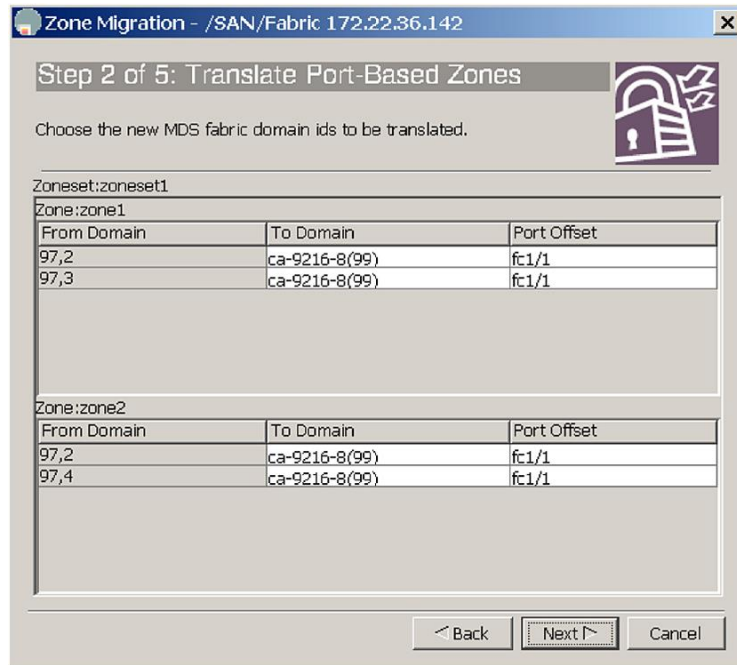 Zone Migration - /SAN/Fabric 172.22.36.142
Step 2 of 5: Translate Port-Based Zones
Choose the new MDS fabric domain ids to be translated.
Zoneset:zoneset1
Zone:zone1
From Domain To Domain Port Offset
97,2 ca-9216-8(99) fc1/1
97,3 ca-9216-8(99) fc1/1
Zone:zone2
From Domain To Domain Port Offset
97,2 ca-9216-8(99) fc1/1
97,4 ca-9216-8(99) fc1/1
Back Next Cancel